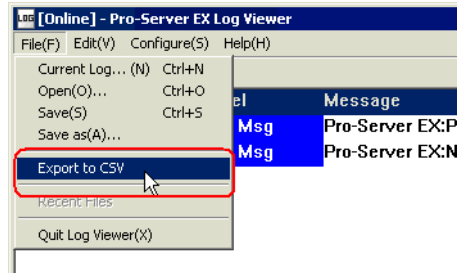 LOG [Online] - Pro-Server EX Log Viewer
File(F) Edit(V) Configure(S) Help(H)
Current Log... (N) Ctrl+N
Open(O)... Ctrl+O
Save(S) Ctrl+S
Save as(A)...
Export to CSV
Recent Files
Quit Log Viewer(X)
el Message
Msg Pro-Server EX:P
Msg Pro-Server EX:N